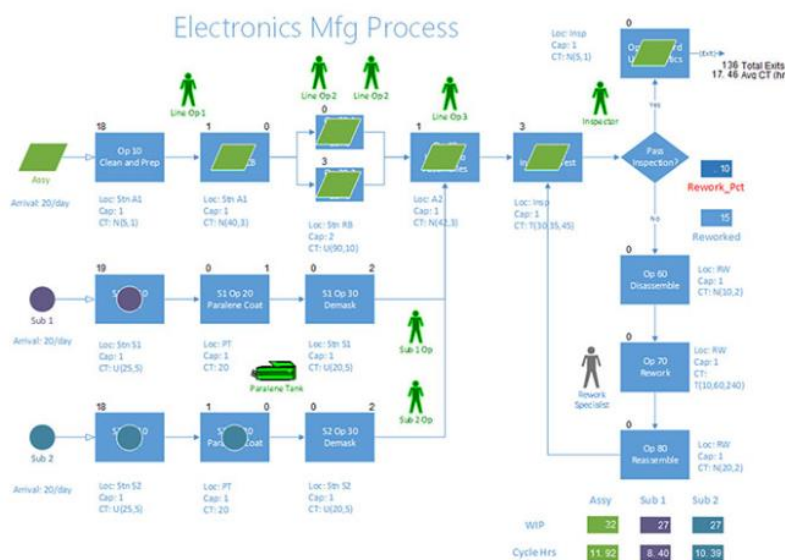 Electronics Mfg Process
Loc: Insp
Cap: 1
CT: N(5,1)
0
(Exit)
136 Total Exits
17. 46 Avg CT (hr
Line Op 1
Line Op 2
Line Op 2
Line Op 3
Inspector
Yes
18
Op 10
Clean and Prep
1
0
0
3
1
3
Pass
Inspection?
. 10
Rework_Pct
15
Reworked
No
Assy
Arrival: 20/day
Loc: Stn A1
Cap: 1
CT: N(5,1)
Loc: Stn A1
Cap: 1
CT: N(40,3)
Loc: Stn RB
Cap: 2
CT: U(90,10)
Loc: A2
Cap: 1
CT: N(42,3)
Loc: Insp
Cap: 1
CT: T(30,35,45)
19
0
S1 Op 20
Paralene Coat
1
0
S1 Op 30
Demask
2
Sub 1
Arrival: 20/day
Loc: Stn S1
Cap: 1
CT: U(25,5)
Loc: PT
Cap: 1
CT: 20
Loc: Stn S1
Cap: 1
CT: U(20,5)
Sub 1 Op
Paralene Tank
0
Op 60
Disassemble
Loc: RW
Cap: 1
CT: N(10,2)
0
Op 70
Rework
Loc: RW
Cap: 1
CT:
T(10,60,240)
Rework
Specialist
18
1
0
0
S2 Op 30
Demask
2
Sub 2
Arrival: 20/day
Loc: Stn S2
Cap: 1
CT: U(25,5)
Loc: PT
Cap: 1
CT: 20
Loc: Stn S2
Cap: 1
CT: U(20,5)
Sub 2 Op
0
Op 80
Reassemble
Loc: RW
Cap: 1
CT: N(20,2)
Assy Sub 1 Sub 2
WIP 32 27 27
Cycle Hrs 11. 92 8. 40 10. 39